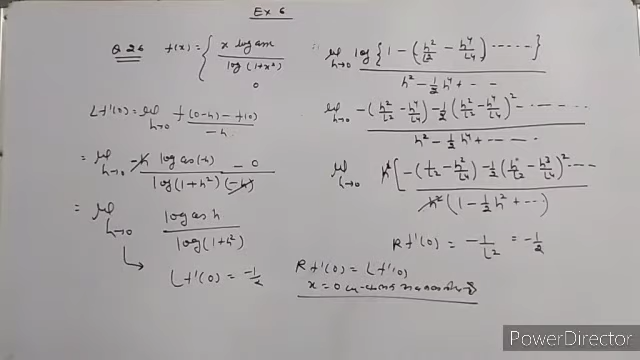 Ex 6
Q 26 f(x) = { x log cos x / log (1+x²)
0
Lf'(0) = lim h→0 f(0-h) - f(0) / -h
= lim h→0 -h log cos(-h) - 0 / log (1+h²) (-h)
= lim h→0 log cos h / log (1+h²)
Lf'(0) = -1/2
∴ lim h→0 log {1 - (h²/L2 - h⁴/L4) ------} / h² - 1/2 h⁴ + - -
lim h→0 -(h²/L2 - h⁴/L4) - 1/2 (h²/L2 - h⁴/L4)² - ---- / h² - 1/2 h⁴ + -- ---
lim h→0 h² [-(1/L2 - h²/L4) - 1/2 (h/L2 - h³/L4)² --- / h² (1 - 1/2 h² + ---)
Rf'(0) = -1/L2 = -1/2
Rf'(0) = Lf'(0)
x = 0
PowerDirector